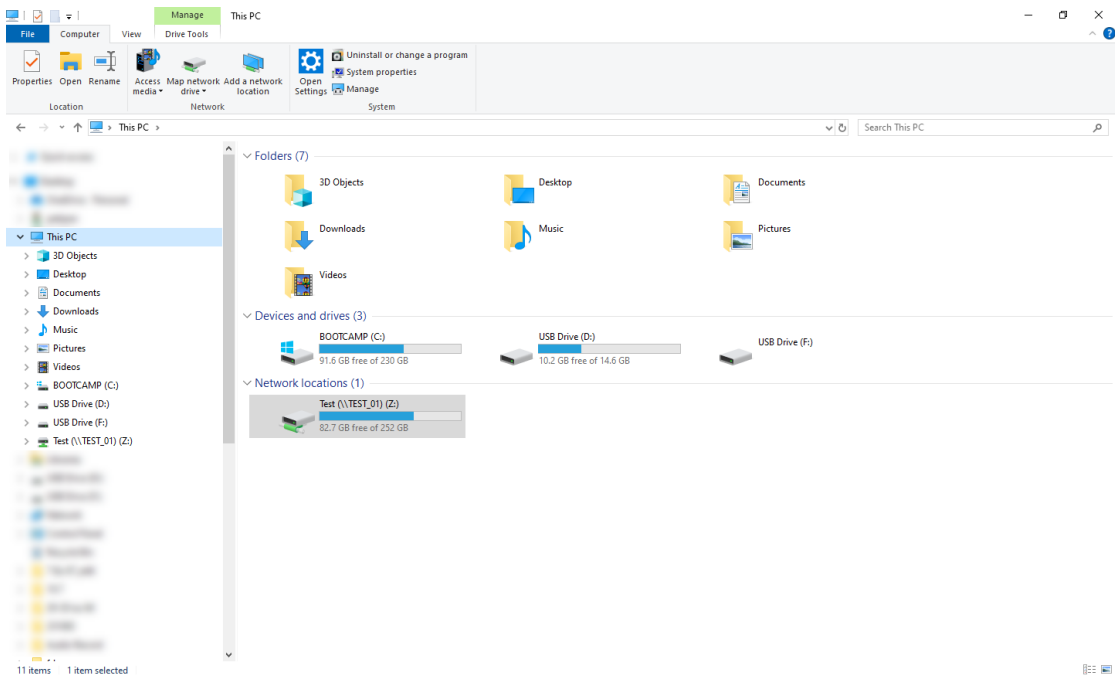 Manage This PC
File Computer View Drive Tools
Properties Open Rename Access media Map network drive Add a network location Open Settings
Uninstall or change a program
System properties
Manage
Location Network System
This PC Search This PC
This PC
3D Objects
Desktop
Documents
Downloads
Music
Pictures
Videos
BOOTCAMP (C:)
USB Drive (D:)
USB Drive (F:)
Test (\\TEST_01) (Z:)
Folders (7)
3D Objects Desktop Documents
Downloads Music Pictures
Videos
Devices and drives (3)
BOOTCAMP (C:) USB Drive (D:) USB Drive (F:)
91.6 GB free of 230 GB 10.2 GB free of 14.6 GB
Network locations (1)
Test (\\TEST_01) (Z:)
82.7 GB free of 252 GB
11 items 1 item selected